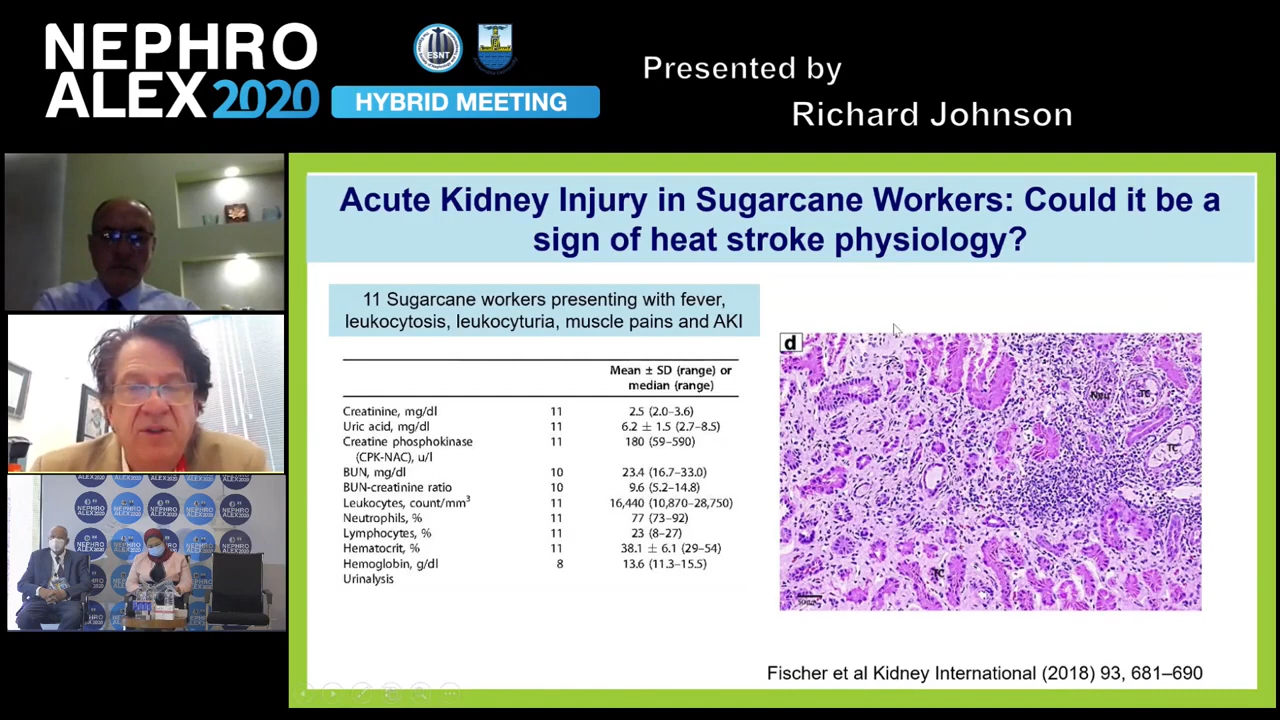 NEPHRO
ALEX2020
HYBRID MEETING
ESNT
Presented by
Richard Johnson
Acute Kidney Injury in Sugarcane Workers: Could it be a
sign of heat stroke physiology?
11 Sugarcane workers presenting with fever,
leukocytosis, leukocyturia, muscle pains and AKI
Mean ± SD (range) or
median (range)
Creatinine, mg/dl 11 2.5 (2.0–3.6)
Uric acid, mg/dl 11 6.2 ± 1.5 (2.7–8.5)
Creatine phosphokinase 11 180 (59–590)
(CPK-NAC), u/l
BUN, mg/dl 10 23.4 (16.7–33.0)
BUN-creatinine ratio 10 9.6 (5.2–14.8)
Leukocytes, count/mm³ 11 16,440 (10,870–28,750)
Neutrophils, % 11 77 (73–92)
Lymphocytes, % 11 23 (8–27)
Hematocrit, % 11 38.1 ± 6.1 (29–54)
Hemoglobin, g/dl 8 13.6 (11.3–15.5)
Urinalysis
d
Neu
TC
TC
TC
Fischer et al Kidney International (2018) 93, 681–690
NEPHRO
ALEX2020